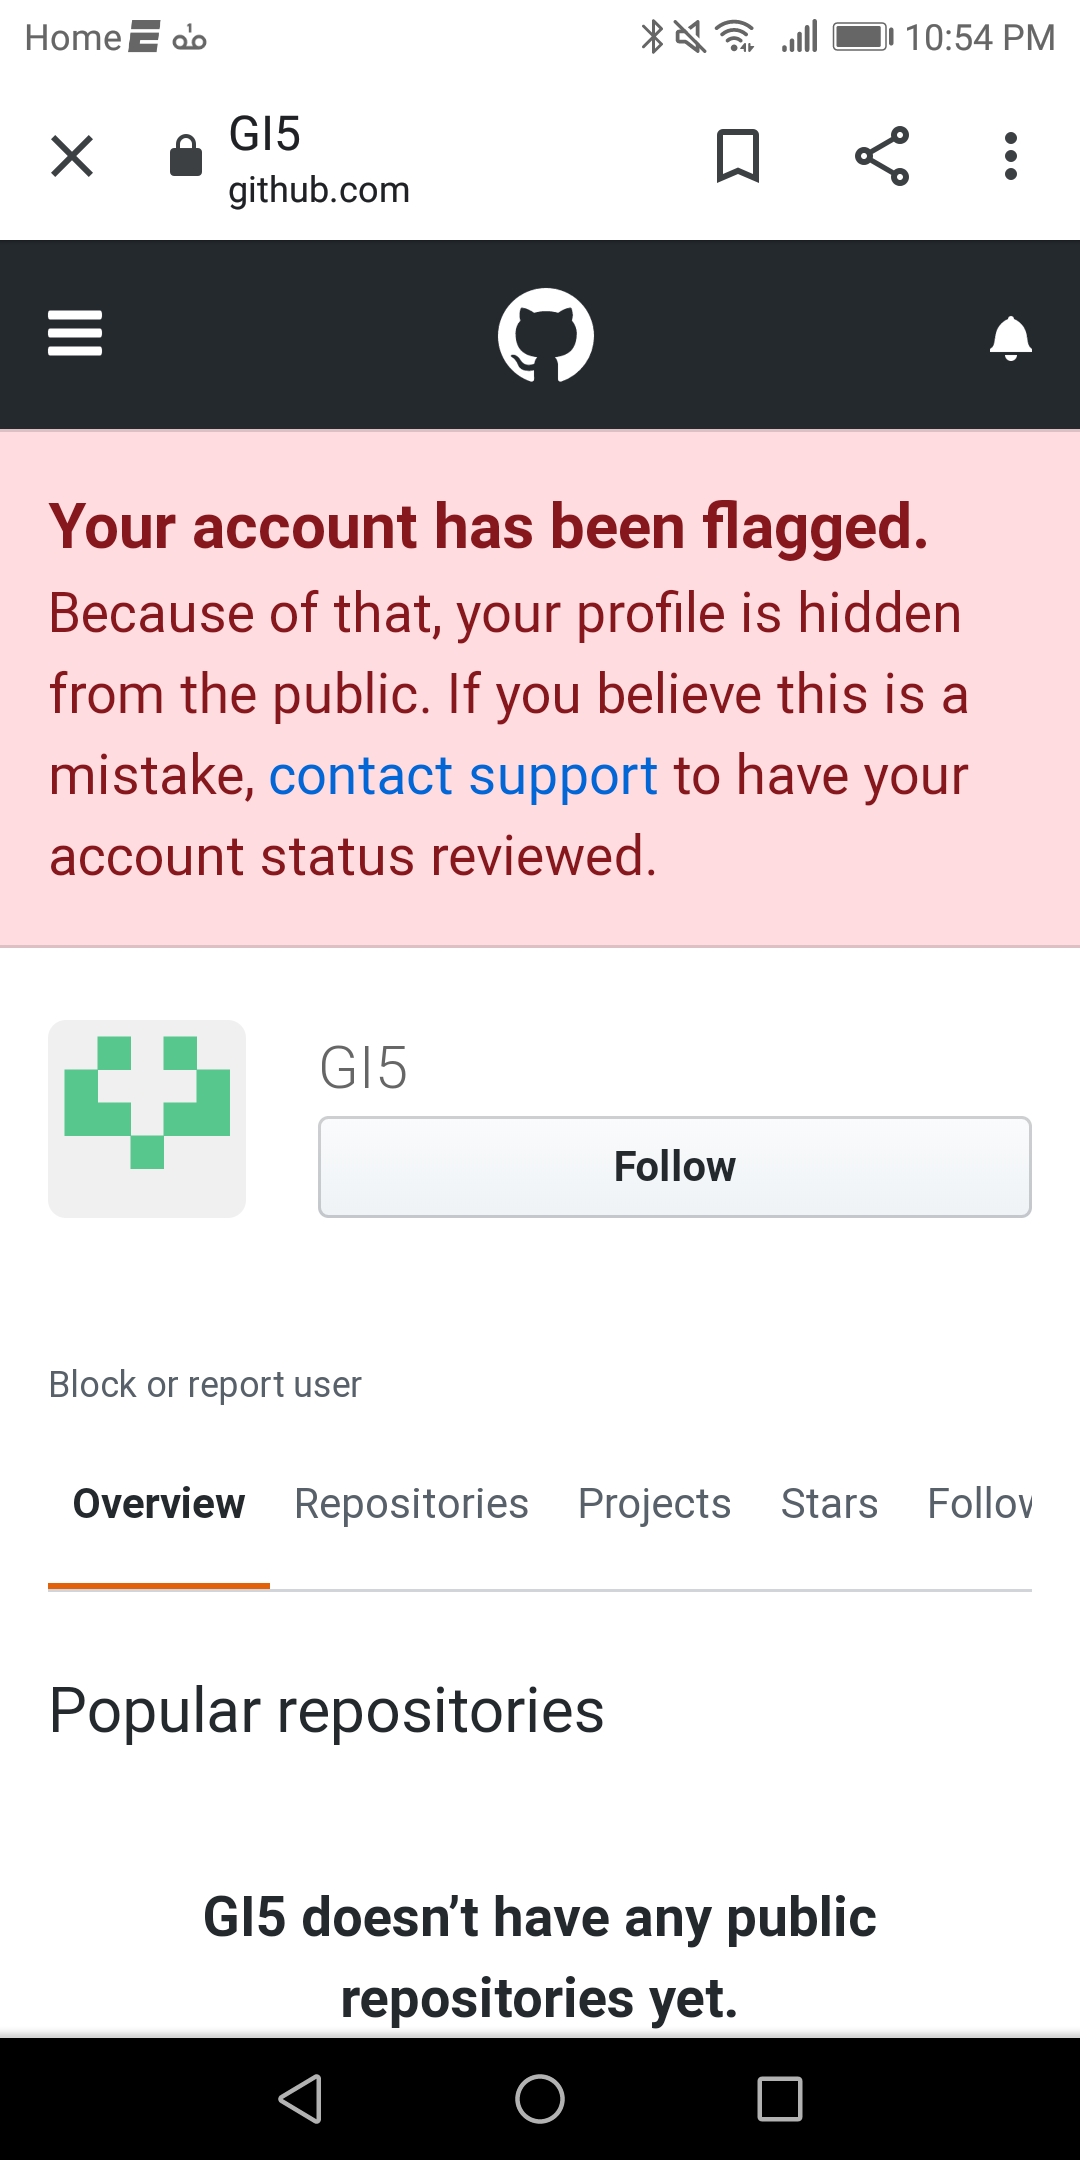 Home 10:54 PM
GI5
github.com
Your account has been flagged.
Because of that, your profile is hidden
from the public. If you believe this is a
mistake, contact support to have your
account status reviewed.
GI5
Follow
Block or report user
Overview Repositories Projects Stars Follow
Popular repositories
GI5 doesn’t have any public
repositories yet.